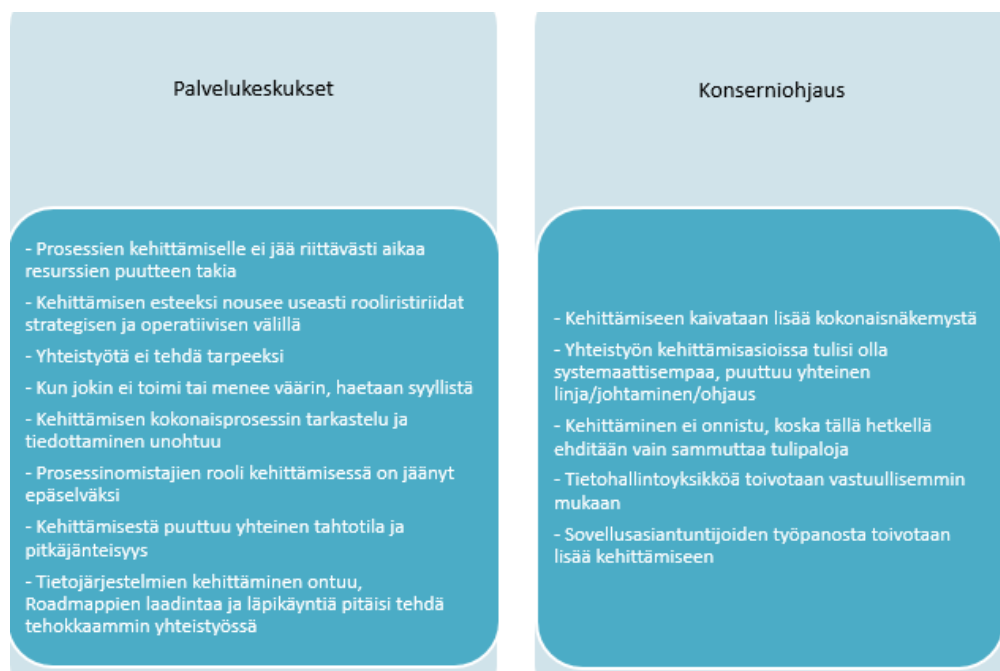 Palvelukeskukset
- Prosessien kehittämiselle ei jää riittävästi aikaa
resurssien puutteen takia
- Kehittämisen esteeksi nousee useasti rooliristiriidat
strategisen ja operatiivisen välillä
- Yhteistyötä ei tehdä tarpeeksi
- Kun jokin ei toimi tai menee väärin, haetaan syyllistä
- Kehittämisen kokonaisprosessin tarkastelu ja
tiedottaminen unohtuu
- Prosessinomistajien rooli kehittämisessä on jäänyt
epäselväksi
- Kehittämisestä puuttuu yhteinen tahtotila ja
pitkäjänteisyys
- Tietojärjestelmien kehittäminen ontuu,
Roadmappien laadintaa ja läpikäyntiä pitäisi tehdä
tehokkaammin yhteistyössä
Konserniohjaus
- Kehittämiseen kaivataan lisää kokonaisnäkemystä
- Yhteistyön kehittämisasioissa tulisi olla
systemaattisempaa, puuttuu yhteinen
linja/johtaminen/ohjaus
- Kehittäminen ei onnistu, koska tällä hetkellä
ehditään vain sammuttaa tulipaloja
- Tietohallintoyksikköä toivotaan vastuullisemmin
mukaan
- Sovellusasiantuntijoiden työpanosta toivotaan
lisää kehittämiseen